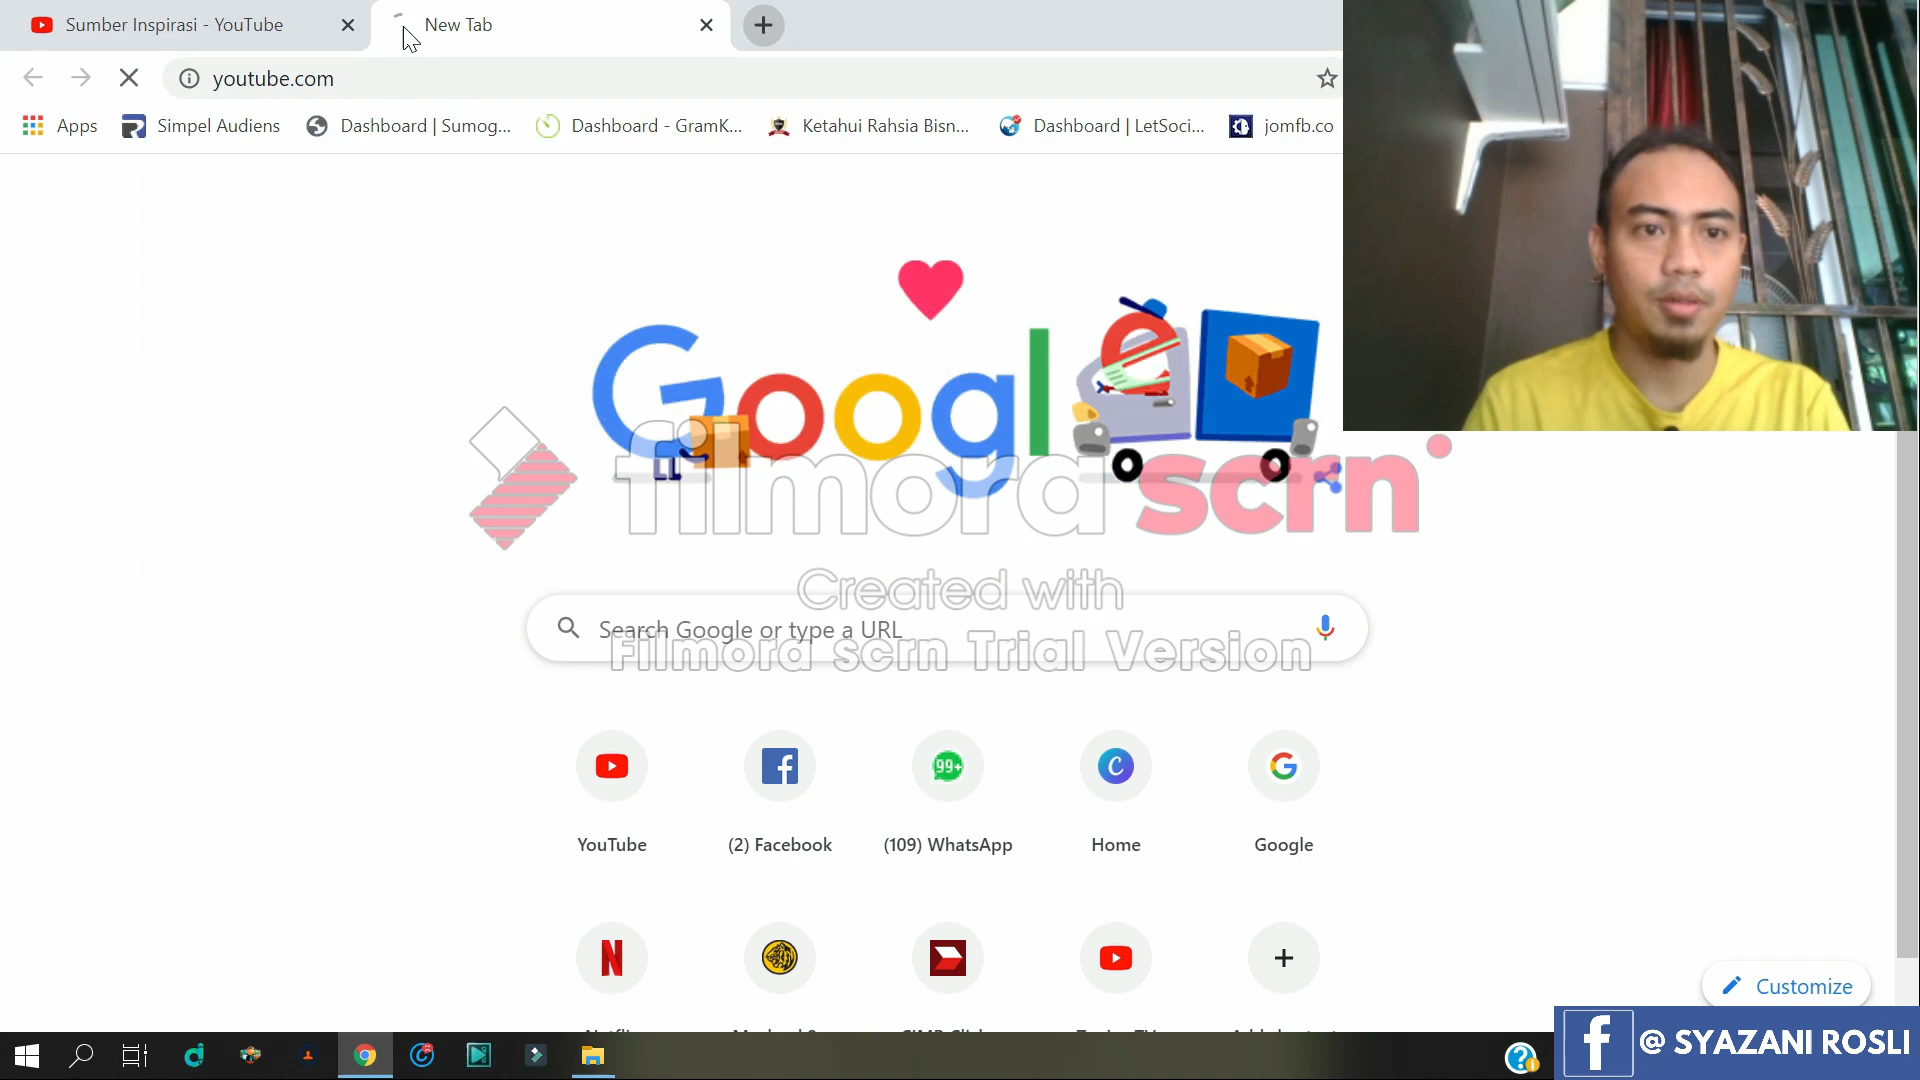 Sumber Inspirasi - YouTube
New Tab
youtube.com
Apps
Simpel Audiens
Dashboard | Sumog...
Dashboard - GramK...
Ketahui Rahsia Bisn...
Dashboard | LetSoci...
jomfb.co
Google
filmora scrn
Created with
Search Google or type a URL
Filmora scrn Trial Version
99+
YouTube
(2) Facebook
(109) WhatsApp
Home
Google
Customize
@ SYAZANI ROSLI